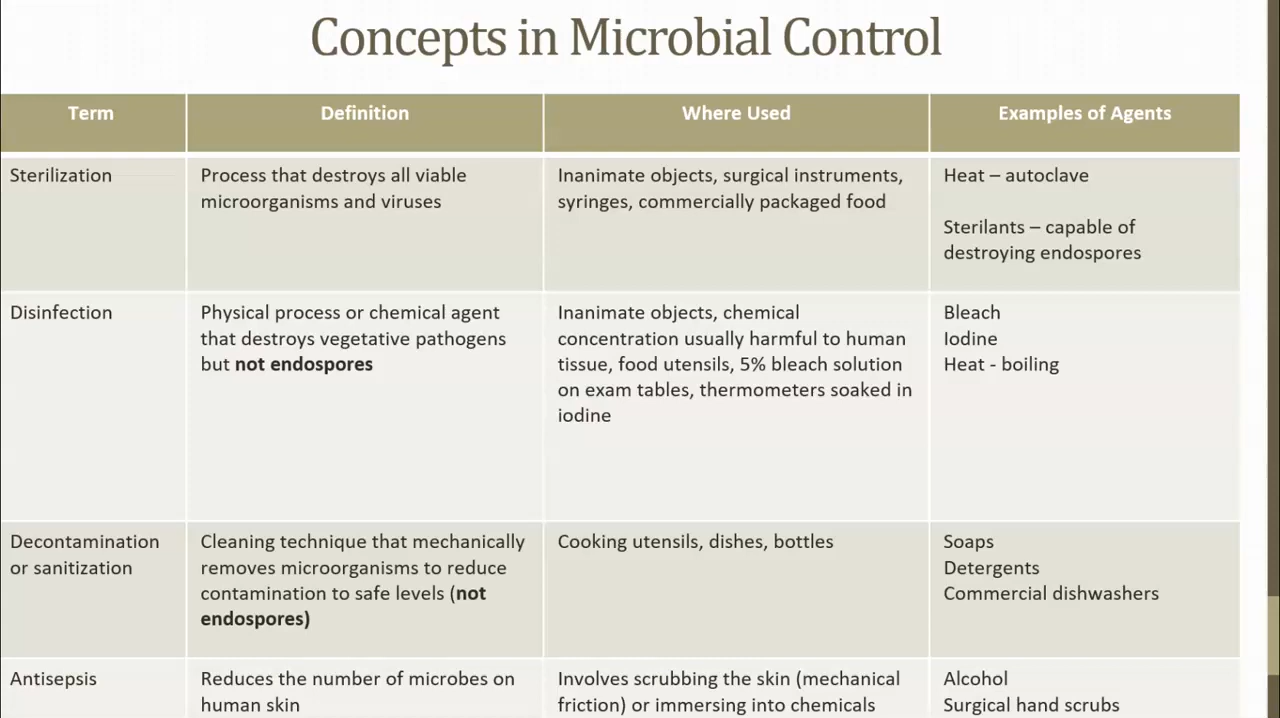 Concepts in Microbial Control
Term
Definition
Where Used
Examples of Agents
Sterilization
Process that destroys all viable
microorganisms and viruses
Inanimate objects, surgical instruments,
syringes, commercially packaged food
Heat – autoclave
Sterilants – capable of
destroying endospores
Disinfection
Physical process or chemical agent
that destroys vegetative pathogens
but not endospores
Inanimate objects, chemical
concentration usually harmful to human
tissue, food utensils, 5% bleach solution
on exam tables, thermometers soaked in
iodine
Bleach
Iodine
Heat - boiling
Decontamination
or sanitization
Cleaning technique that mechanically
removes microorganisms to reduce
contamination to safe levels (not
endospores)
Cooking utensils, dishes, bottles
Soaps
Detergents
Commercial dishwashers
Antisepsis
Reduces the number of microbes on
human skin
Involves scrubbing the skin (mechanical
friction) or immersing into chemicals
Alcohol
Surgical hand scrubs